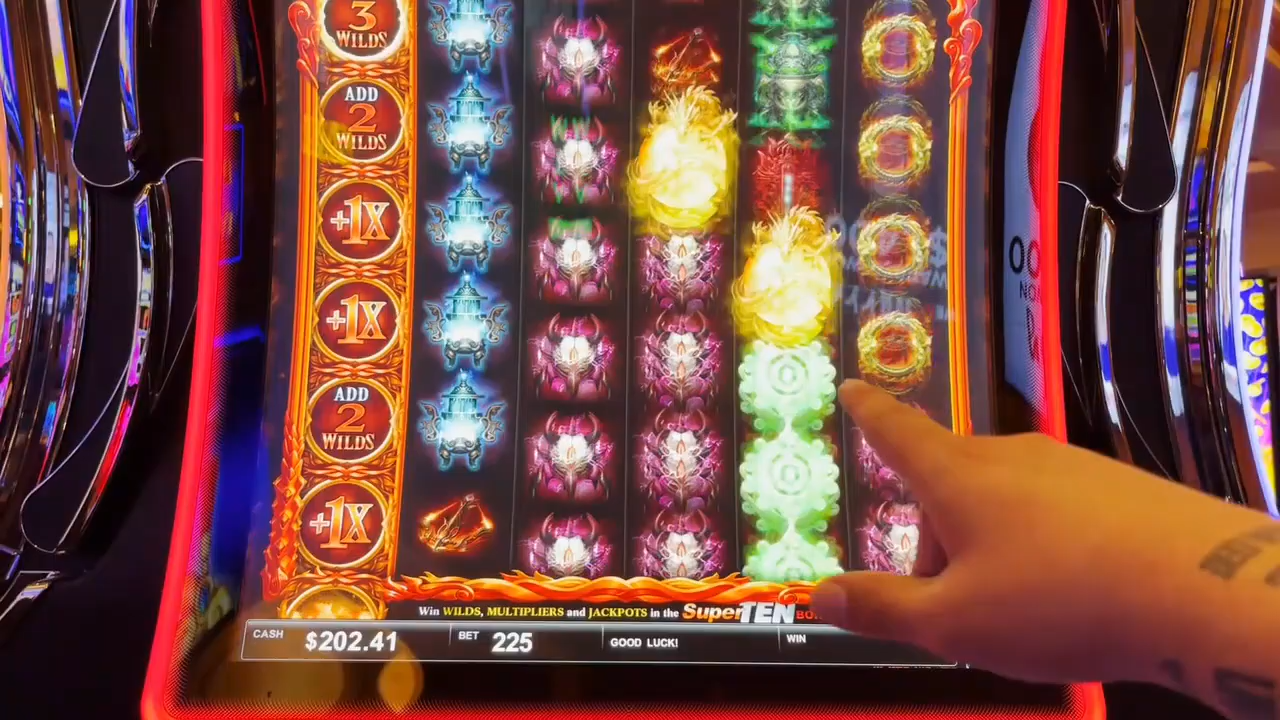 3
WILDS
ADD
2
WILDS
+1X
+1X
ADD
2
WILDS
+1X
Win WILDS, MULTIPLIERS and JACKPOTS in the SuperTEN
CASH $202.41 BET 225 GOOD LUCK! WIN